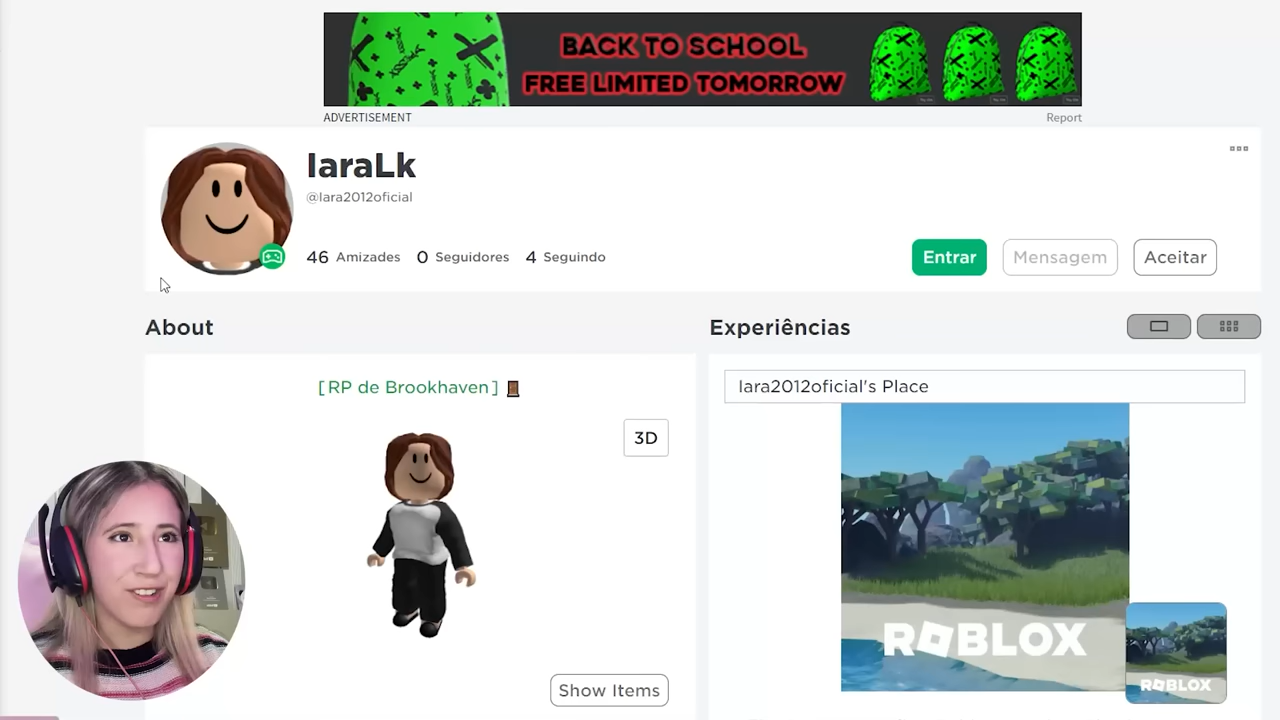 BACK TO SCHOOL
FREE LIMITED TOMORROW
ADVERTISEMENT
Report
IaraLk
@Iara2012oficial
46 Amizades 0 Seguidores 4 Seguindo
Entrar
Mensagem
Aceitar
About
Experiências
[ RP de Brookhaven ]
Iara2012oficial's Place
3D
ROBLOX
ROBLOX
Show Items